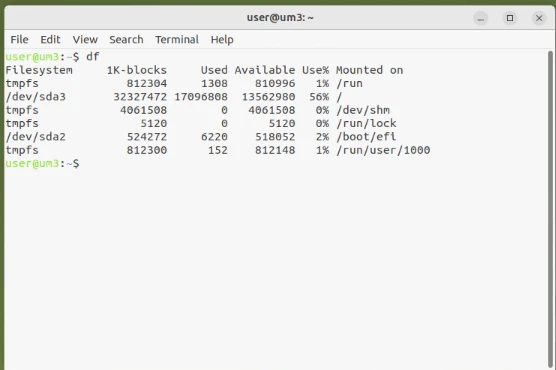 user@um3: ~
File Edit View Search Terminal Help
user@um3:~$ df
Filesystem     1K-blocks     Used Available Use% Mounted on
tmpfs             812304     1308    810996   1% /run
/dev/sda3       32327472 17096808  13562980  56% /
tmpfs            4061508        0   4061508   0% /dev/shm
tmpfs               5120        0      5120   0% /run/lock
/dev/sda2         524272     6220    518052   2% /boot/efi
tmpfs             812300      152    812148   1% /run/user/1000
user@um3:~$